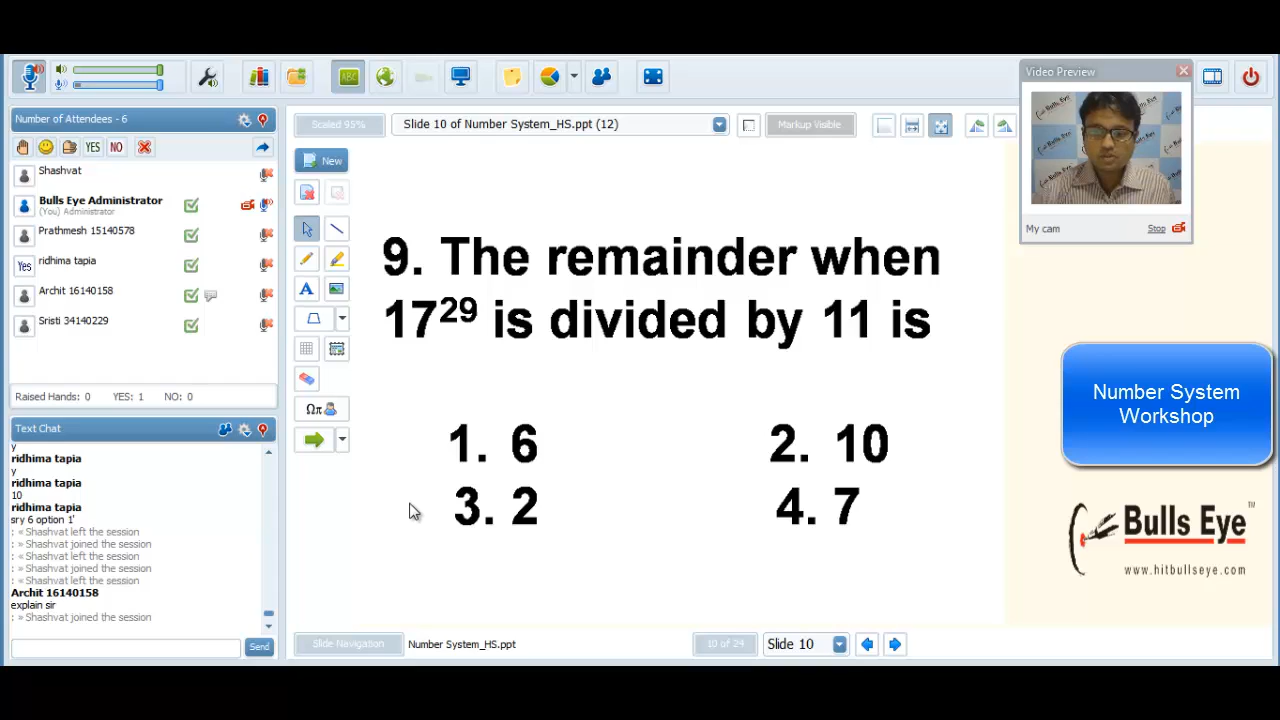 ABC
Video Preview
Number of Attendees - 6
Scaled 95%
Slide 10 of Number System_HS.ppt (12)
Markup Visible
YES NO
New
Shashvat
Bulls Eye Administrator
(You) Administrator
Prathmesh 15140578
Yes ridhima tapia
Archit 16140158
Sristi 34140229
My cam Stop
9. The remainder when
17²⁹ is divided by 11 is
1. 6 2. 10
3. 2 4. 7
A
Ωπ
Number System
Workshop
Bulls Eye ™
www.hitbullseye.com
Raised Hands: 0 YES: 1 NO: 0
Text Chat
y
ridhima tapia
y
ridhima tapia
10
ridhima tapia
sry 6 option 1'
: « Shashvat left the session
: » Shashvat joined the session
: « Shashvat left the session
: » Shashvat joined the session
: « Shashvat left the session
Archit 16140158
explain sir
: » Shashvat joined the session
Send
Slide Navigation
Number System_HS.ppt
10 of 24
Slide 10